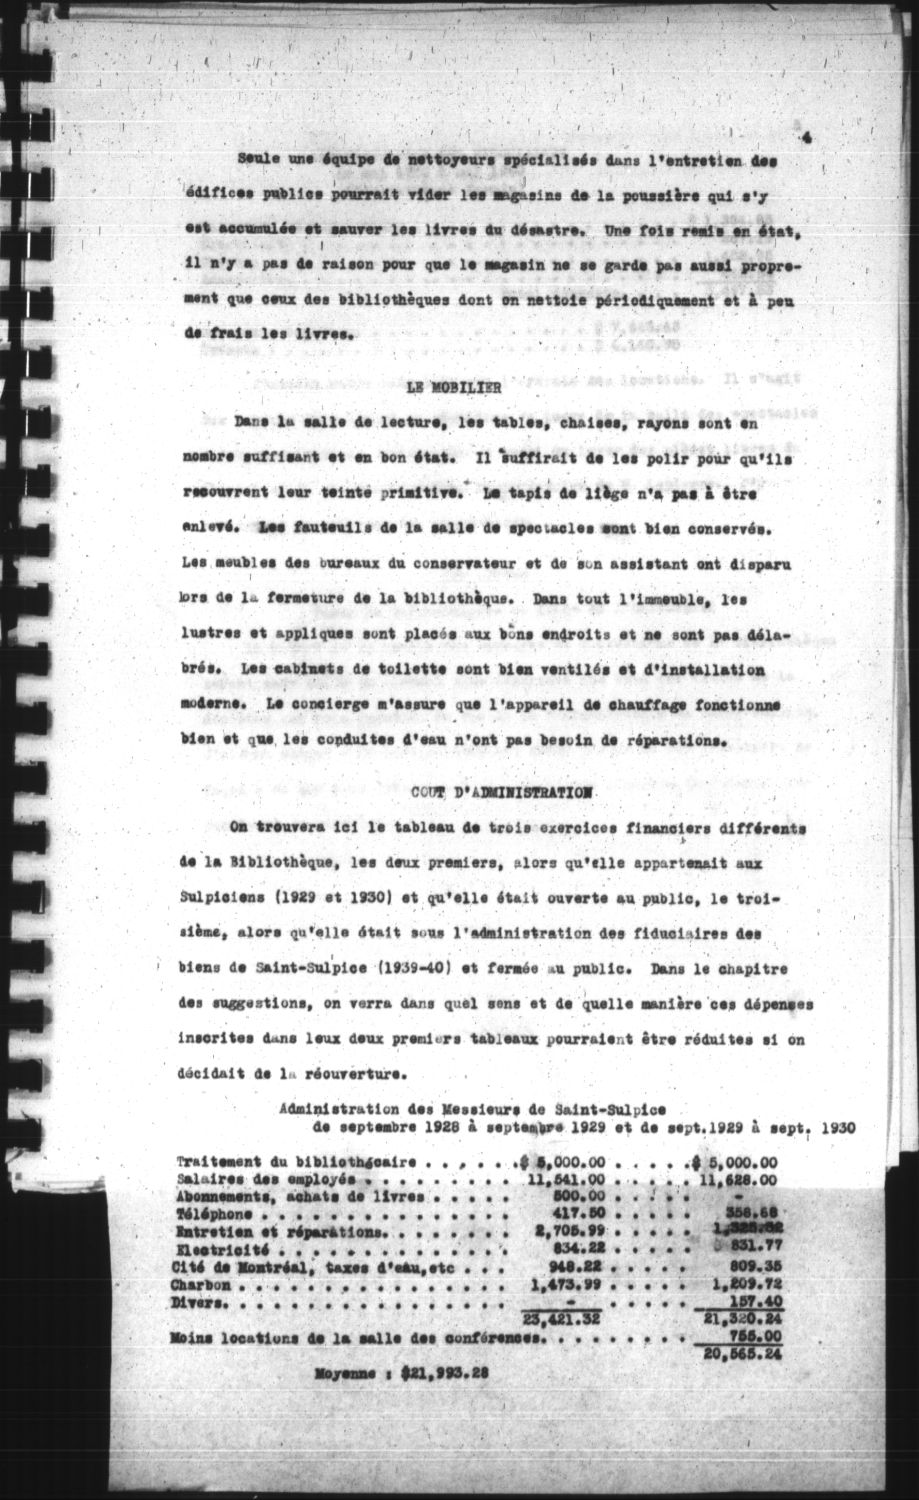 4
Seule une équipe de nettoyeurs spécialisés dans l'entretien des
édifices publics pourrait vider les magasins de la poussière qui s'y
est accumulée et sauver les livres du désastre. Une fois remis en état,
il n'y a pas de raison pour que le magasin ne se garde pas aussi propre-
ment que ceux des bibliothèques dont on nettoie périodiquement et à peu
de frais les livres.
LE MOBILIER
Dans la salle de lecture, les tables, chaises, rayons sont en
nombre suffisant et en bon état. Il suffirait de les polir pour qu'ils
recouvrent leur teinte primitive. Le tapis de liège n'a pas à être
enlevé. Les fauteuils de la salle de spectacles sont bien conservés.
Les meubles des bureaux du conservateur et de son assistant ont disparu
lors de la fermeture de la bibliothèque. Dans tout l'immeuble, les
lustres et appliques sont placés aux bons endroits et ne sont pas déla-
brés. Les cabinets de toilette sont bien ventilés et d'installation
moderne. Le concierge m'assure que l'appareil de chauffage fonctionne
bien et que les conduites d'eau n'ont pas besoin de réparations.
COUT D'ADMINISTRATION
On trouvera ici le tableau de trois exercices financiers différents
de la Bibliothèque, les deux premiers, alors qu'elle appartenait aux
Sulpiciens (1929 et 1930) et qu'elle était ouverte au public, le troi-
sième, alors qu'elle était sous l'administration des fiduciaires des
biens de Saint-Sulpice (1939-40) et fermée au public. Dans le chapitre
des suggestions, on verra dans quel sens et de quelle manière ces dépenses
inscrites dans leux deux premiers tableaux pourraient être réduites si on
décidait de la réouverture.
Administration des Messieurs de Saint-Sulpice
de septembre 1928 à septembre 1929 et de sept.1929 à sept. 1930
Traitement du bibliothécaire . . . . . .$ 5,000.00 . . . . .$ 5,000.00
Salaires des employés . . . . . . . . . 11,541.00 . . . . . 11,628.00
Abonnements, achats de livres . . . . . 500.00 . . . . . -
Téléphone . . . . . . . . . . . . . . . 417.50 . . . . . 358.68
Entretien et réparations. . . . . . . . 2,705.99 . . . . .
Electricité . . . . . . . . . . . . . . 834.22 . . . . . 831.77
Cité de Montréal, taxes d'eau,etc . . . 948.22 . . . . . 809.35
Charbon . . . . . . . . . . . . . . . . 1,473.99 . . . . . 1,209.72
Divers. . . . . . . . . . . . . . . . . - . . . . . 157.40
23,421.32 21,320.24
Moins locations de la salle des conférences. . . . . . . . . . 755.00
20,565.24
Moyenne : $21,993.28